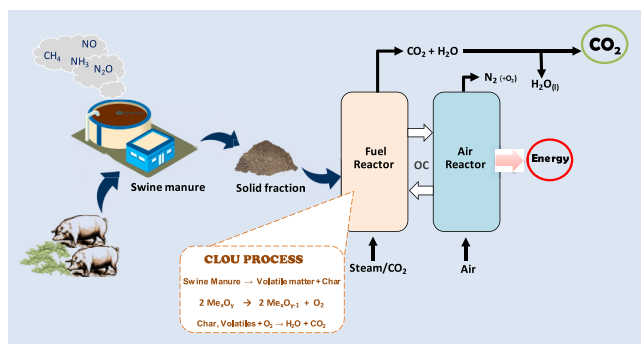 NO
CH₄
NH₃
N₂O
Swine manure
Solid fraction
CO₂ + H₂O
CO₂
N₂ (+O₂)
H₂O(l)
Fuel
Reactor
OC
Air
Reactor
Energy
Steam/CO₂
Air
CLOU PROCESS
Swine Manure → Volatile matter + Char
2 MeₓOᵧ → 2 MeₓOᵧ₋₁ + O₂
Char, Volatiles + O₂ → H₂O + CO₂